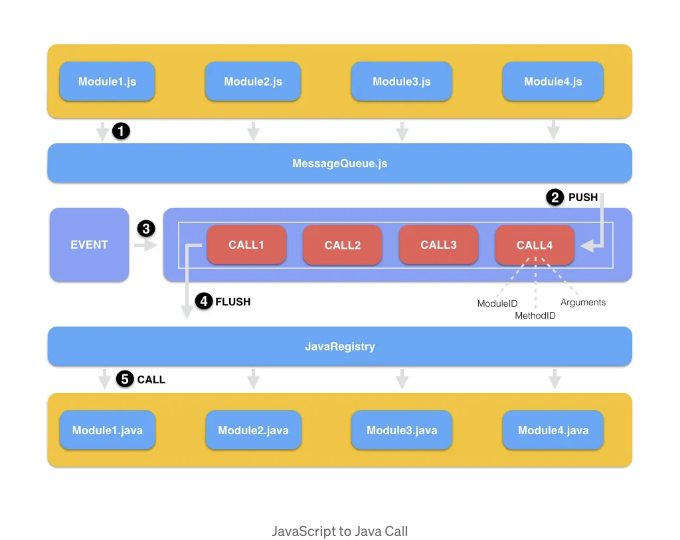 Module1.js
Module2.js
Module3.js
Module4.js
1
MessageQueue.js
2 PUSH
EVENT
3
CALL1
CALL2
CALL3
CALL4
4 FLUSH
ModuleID
MethodID
Arguments
JavaRegistry
5 CALL
Module1.java
Module2.java
Module3.java
Module4.java
JavaScript to Java Call